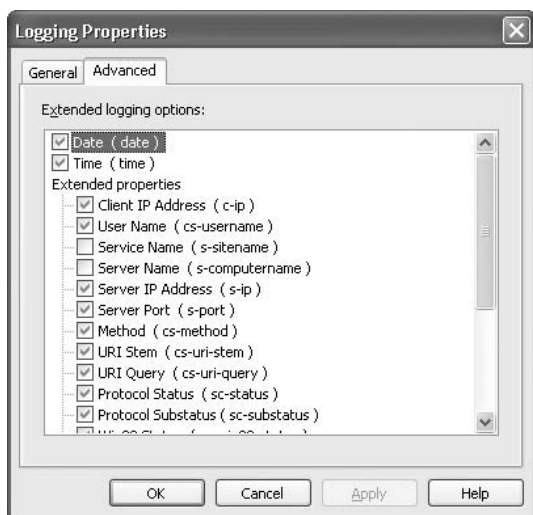 Logging Properties
General Advanced
Extended logging options:
Date ( date )
Time ( time )
Extended properties
Client IP Address ( c-ip )
User Name ( cs-username )
Service Name ( s-sitename )
Server Name ( s-computername )
Server IP Address ( s-ip )
Server Port ( s-port )
Method ( cs-method )
URI Stem ( cs-uri-stem )
URI Query ( cs-uri-query )
Protocol Status ( sc-status )
Protocol Substatus ( sc-substatus )
OK Cancel Apply Help